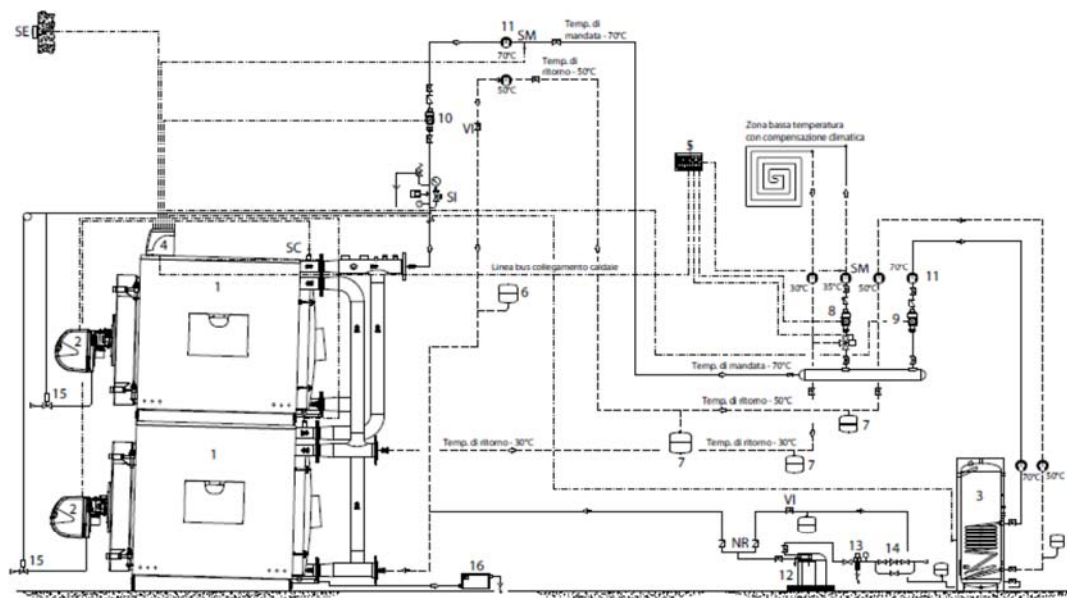 SE
11
SM
70°C
Temp. di
mandata - 70°C
50°C
Temp. di
ritorno - 50°C
10
VI
SI
5
Zona bassa temperatura
con compensazione climatica
4
SC
Linea bus collegamento caldaie
1
2
6
30°C
35°C
SM
50°C
70°C
11
8
9
Temp. di mandata - 70°C
15
Temp. di ritorno - 50°C
7
Temp. di ritorno - 30°C
7
Temp. di ritorno - 30°C
7
1
2
3
70°C
50°C
VI
NR
13
14
15
16
12